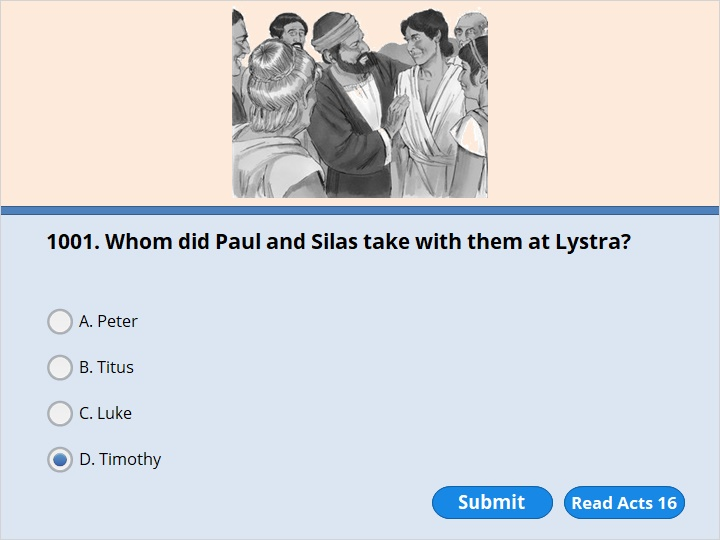 1001. Whom did Paul and Silas take with them at Lystra?
A. Peter
B. Titus
C. Luke
D. Timothy
Submit
Read Acts 16